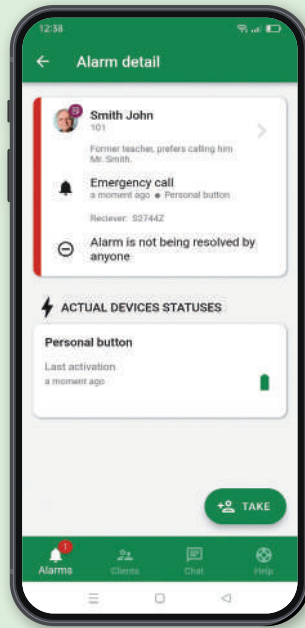 12:38
Alarm detail
Smith John
101
Former teacher, prefers calling him
Mr. Smith.
Emergency call
a moment ago ● Personal button
Reciever: S2744Z
Alarm is not being resolved by
anyone
ACTUAL DEVICES STATUSES
Personal button
Last activation
a moment ago
TAKE
1
Alarms
Clients
Chat
Help